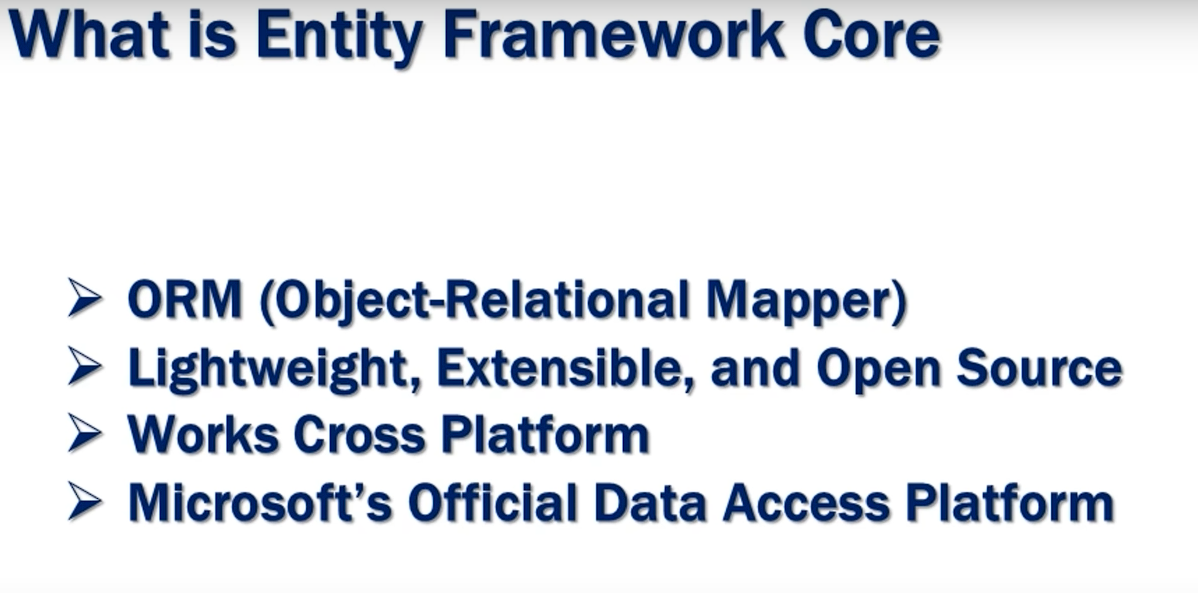 What is Entity Framework Core
➢ ORM (Object-Relational Mapper)
➢ Lightweight, Extensible, and Open Source
➢ Works Cross Platform
➢ Microsoft’s Official Data Access Platform